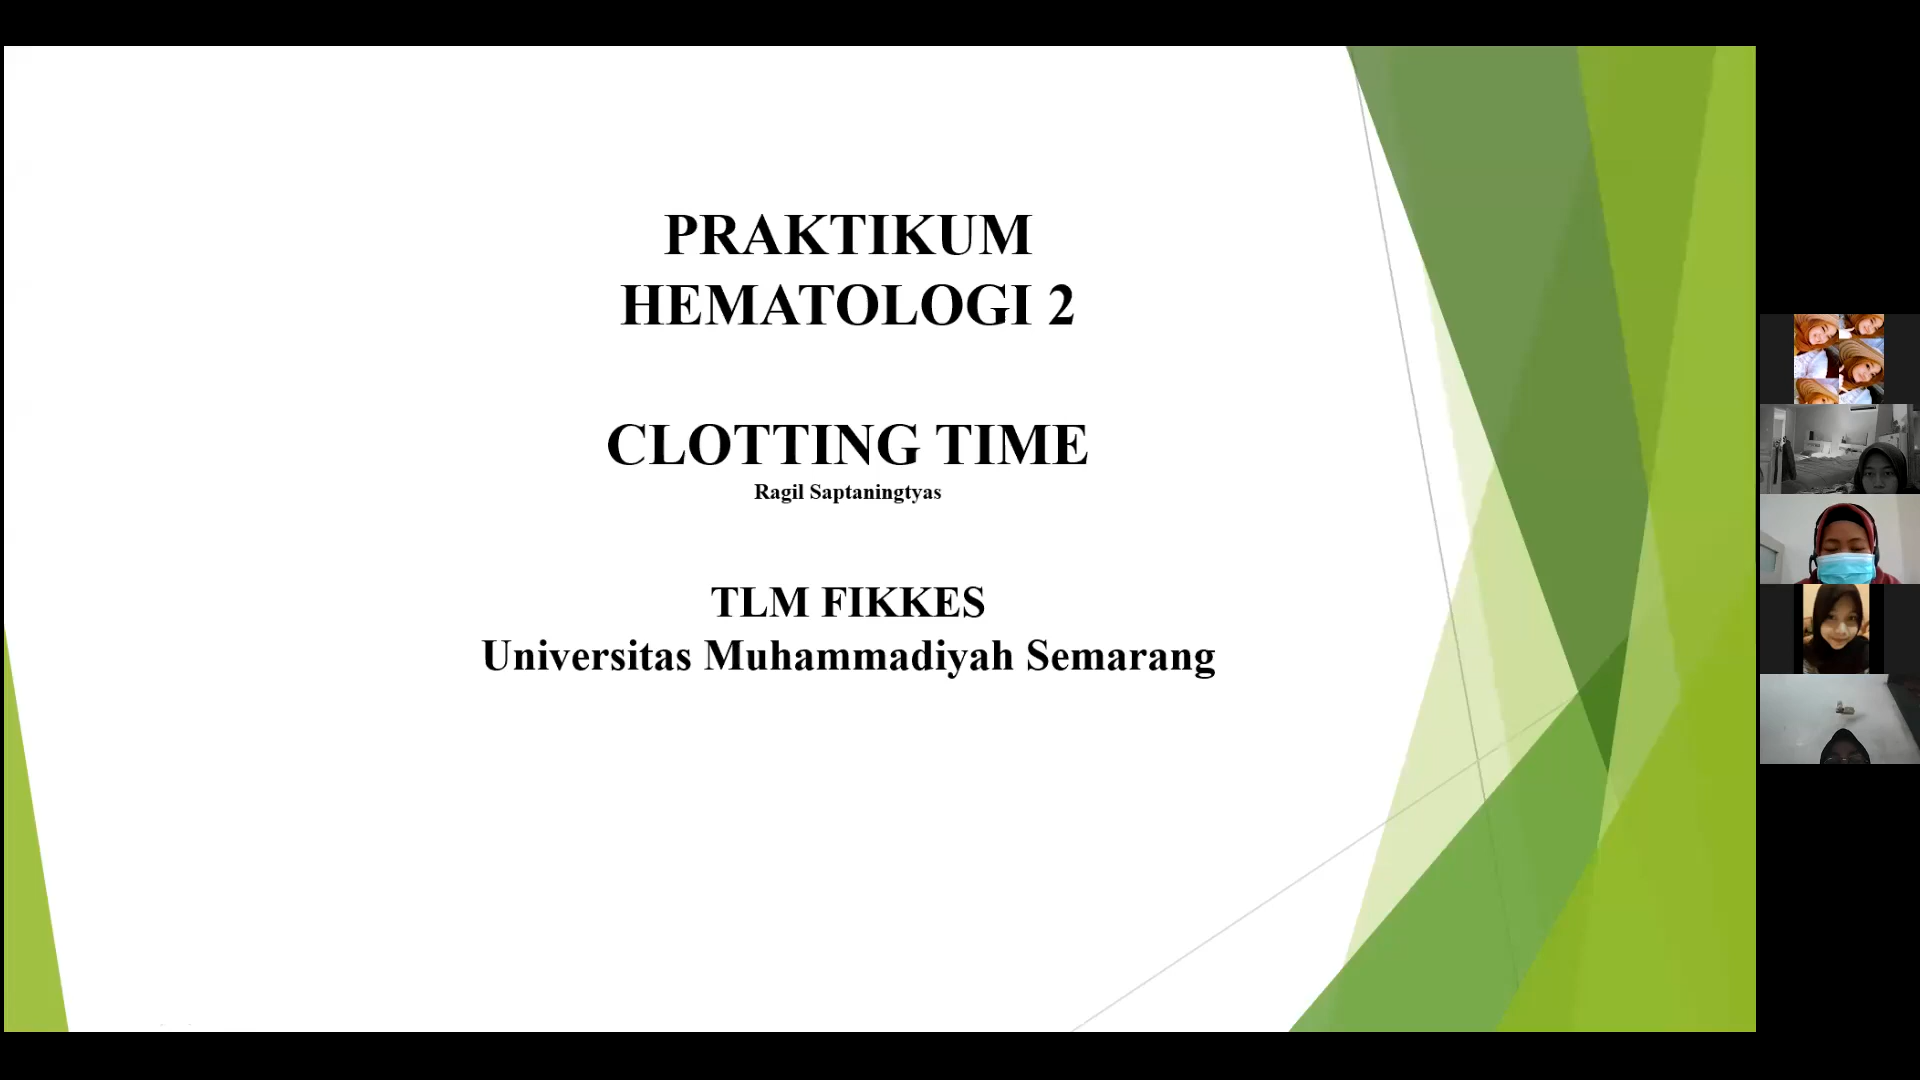 PRAKTIKUM
HEMATOLOGI 2
CLOTTING TIME
Ragil Saptaningtyas
TLM FIKKES
Universitas Muhammadiyah Semarang